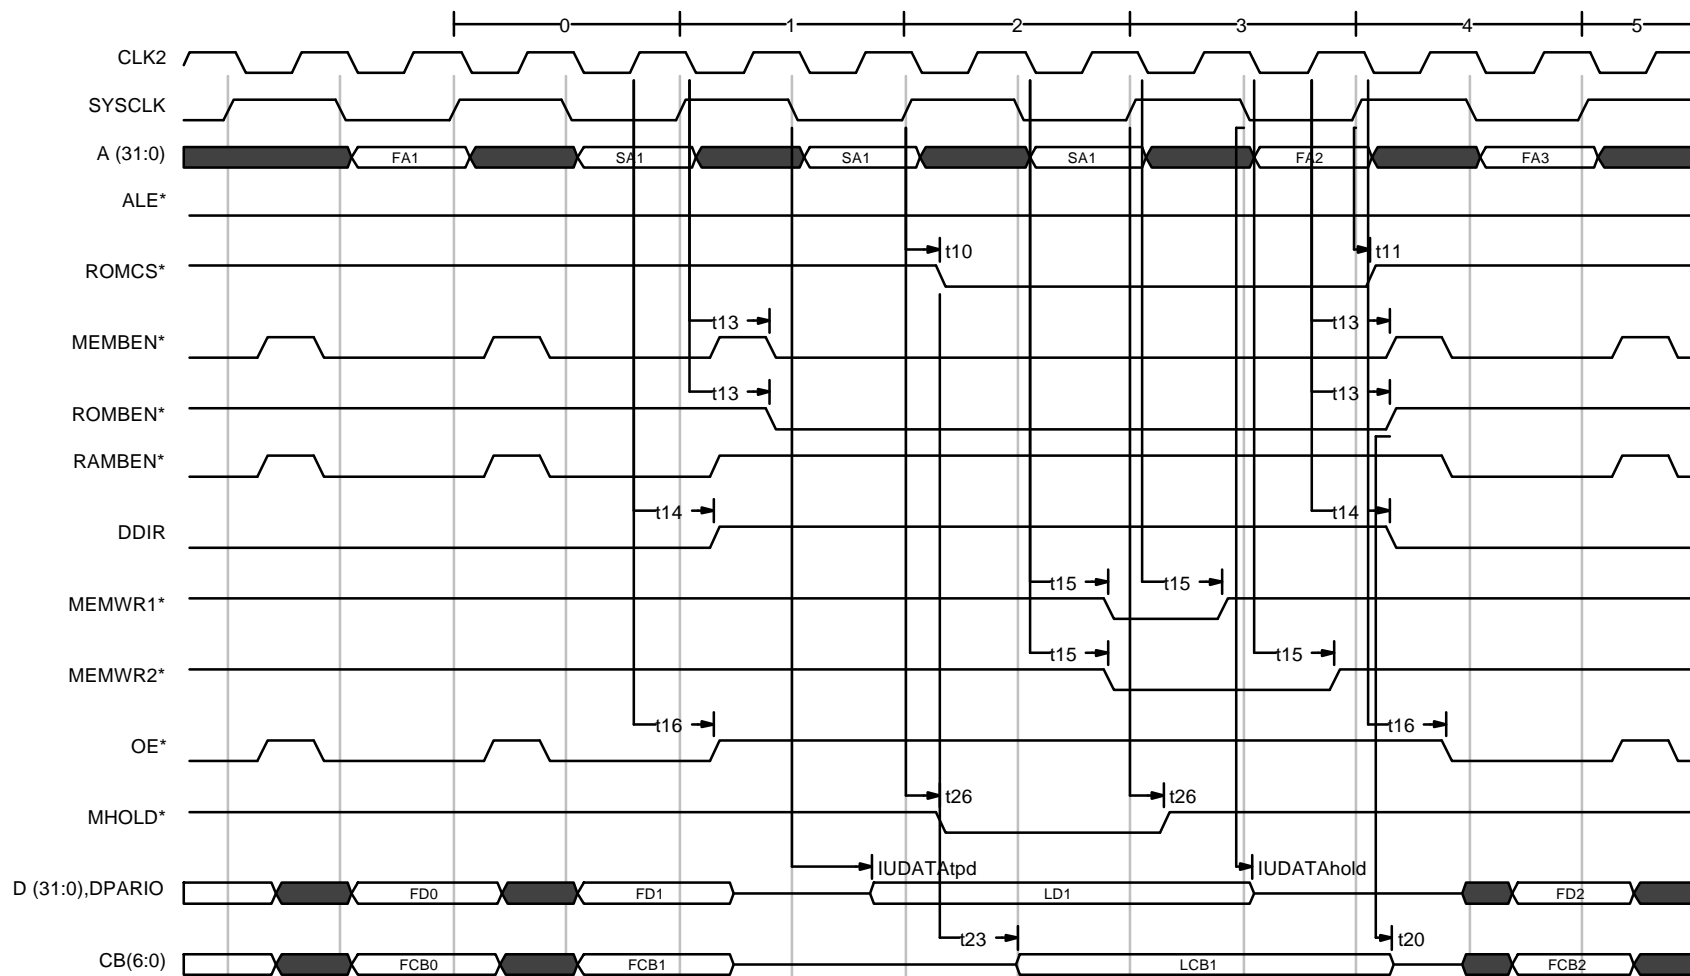 0 1 2 3 4 5
CLK2
SYSCLK
A (31:0) FA1 SA1 SA1 SA1 FA2 FA3
ALE*
t10 t11
ROMCS*
t13 t13
MEMBEN*
t13 t13
ROMBEN*
RAMBEN*
t14 t14
DDIR
t15 t15
MEMWR1*
t15 t15
MEMWR2*
t16 t16
OE*
t26 t26
MHOLD*
IUDATAtpd IUDATAhold
D (31:0),DPARIO FD0 FD1 LD1 FD2
t23 t20
CB(6:0) FCB0 FCB1 LCB1 FCB2